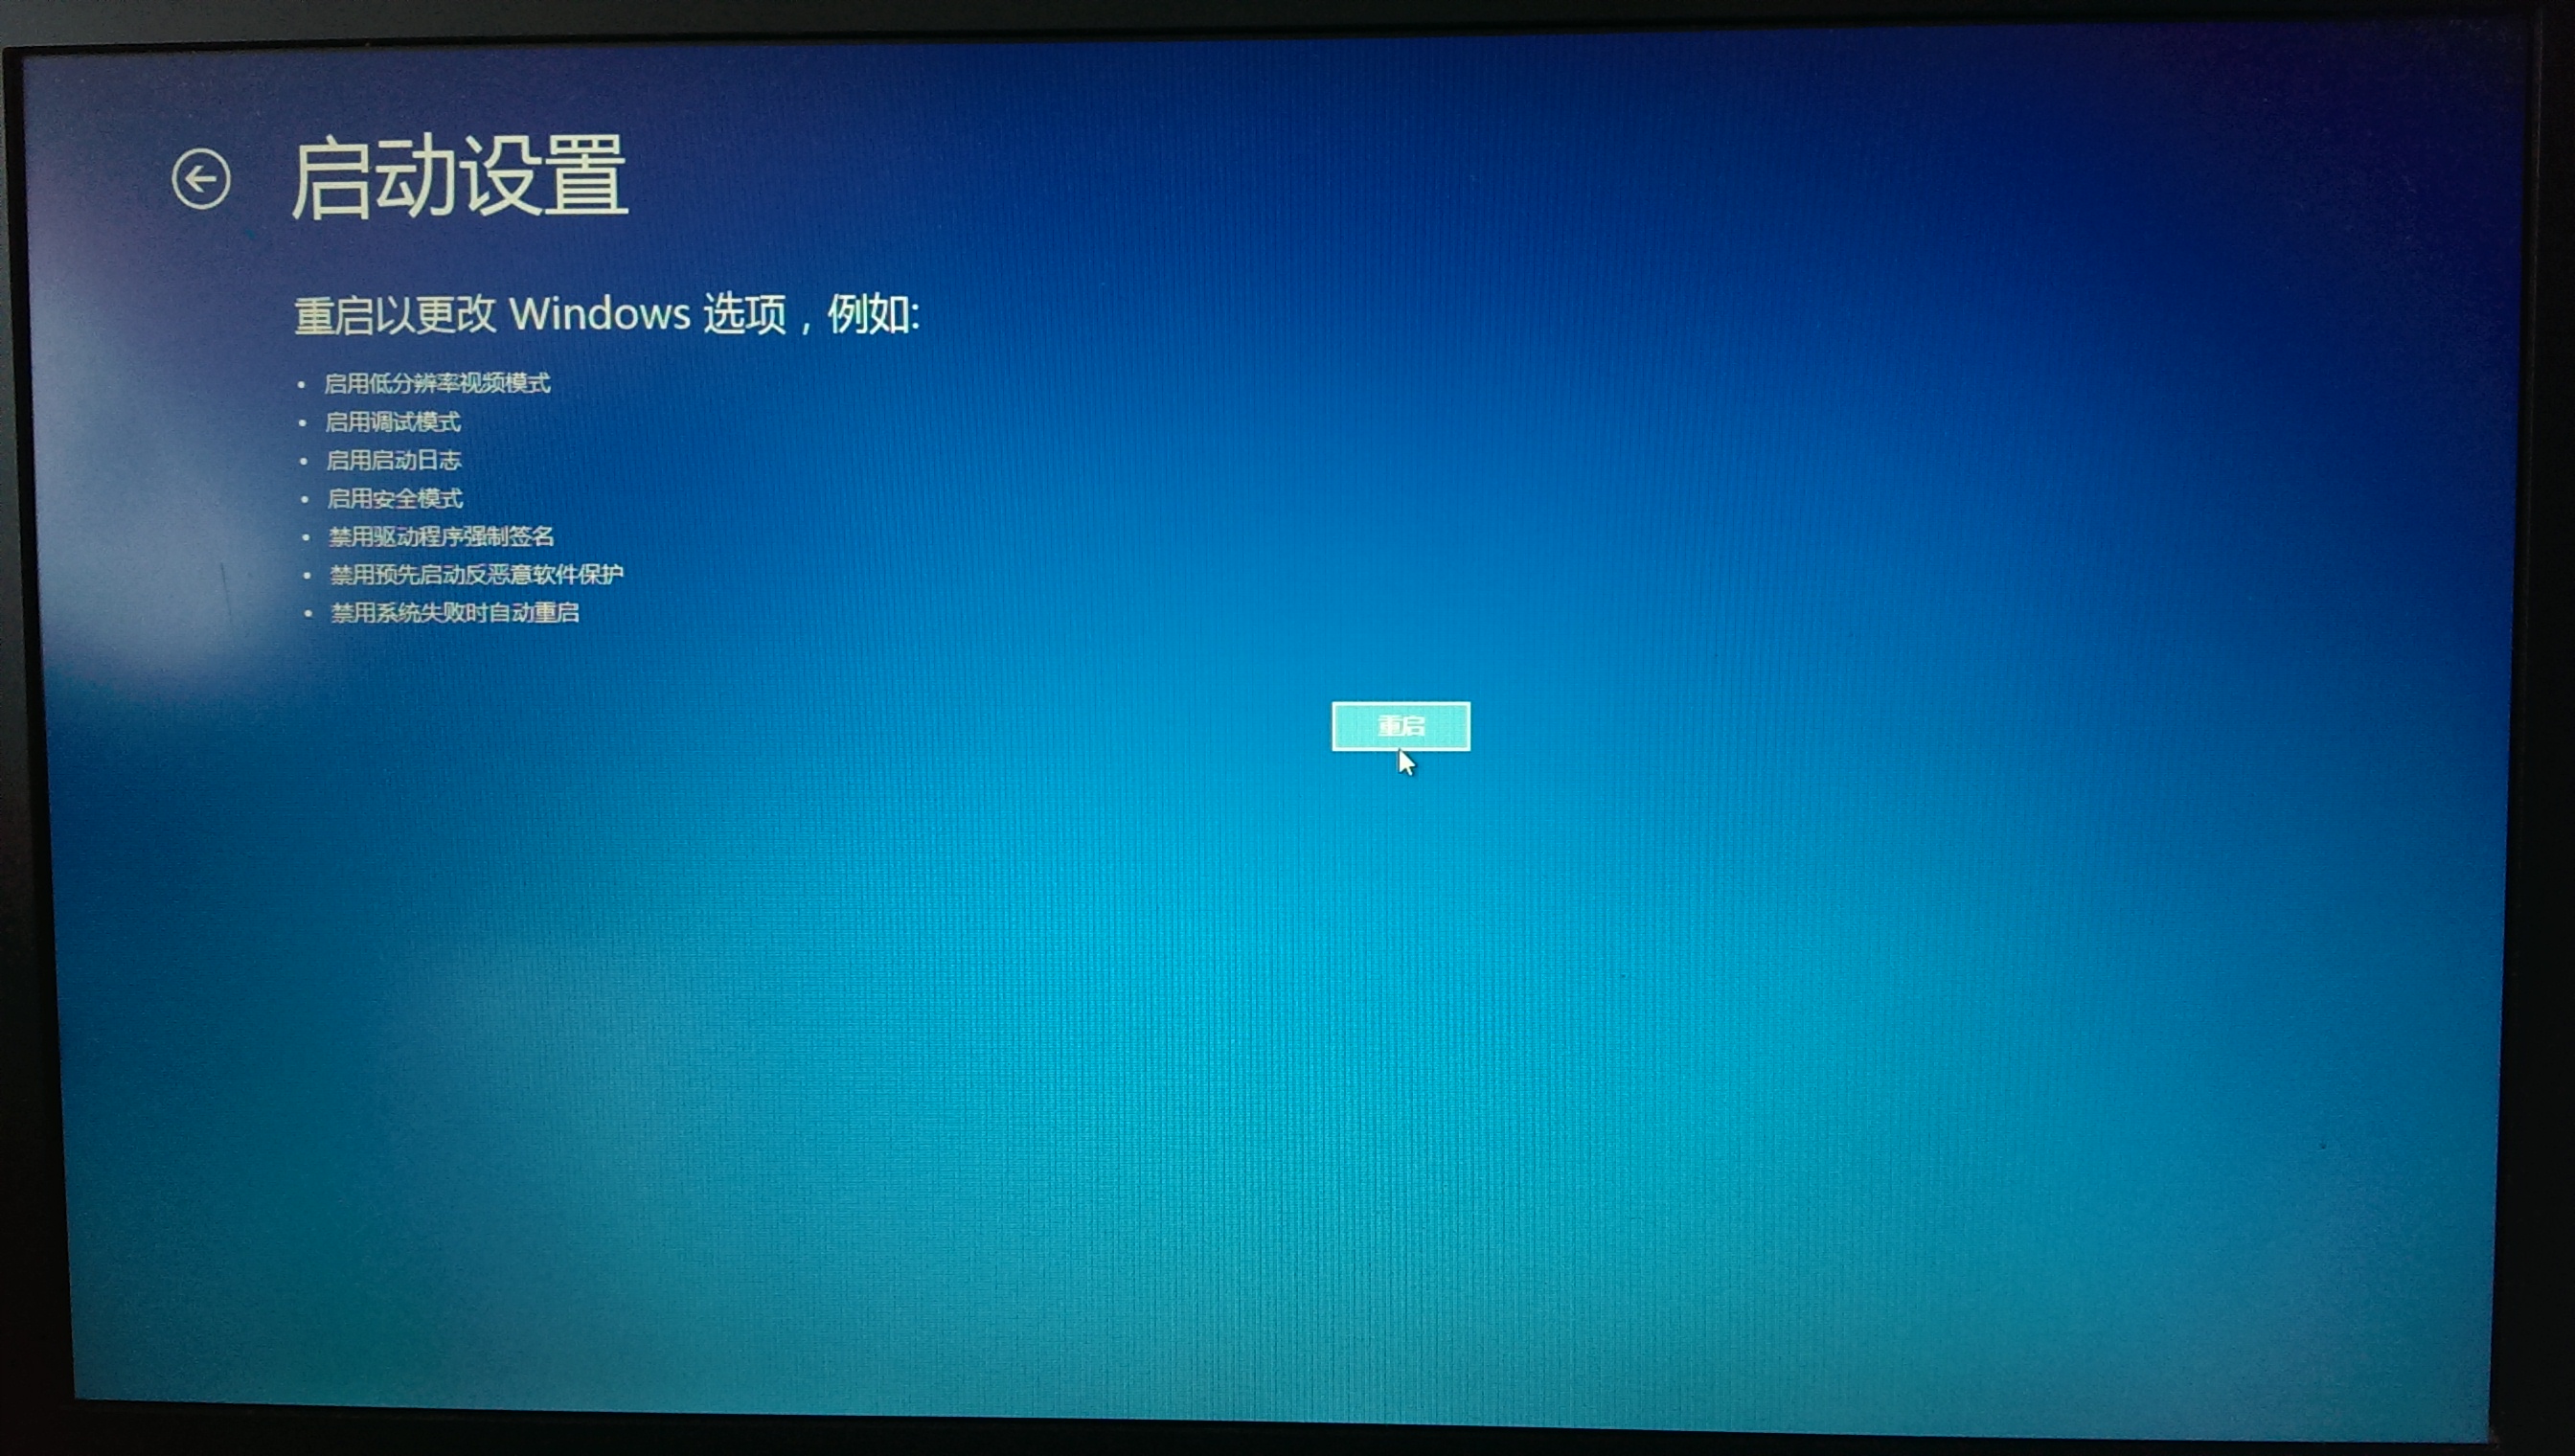 启动设置
重启以更改 Windows 选项，例如:
• 启用低分辨率视频模式
• 启用调试模式
• 启用启动日志
• 启用安全模式
• 禁用驱动程序强制签名
• 禁用预先启动反恶意软件保护
• 禁用系统失败时自动重启
重启